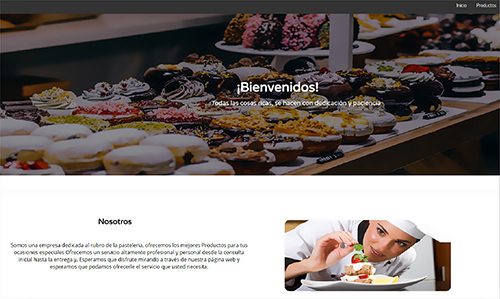 Inicio Productos
¡Bienvenidos!
Todas las cosas ricas, se hacen con dedicación y paciencia
Nosotros
Somos una empresa dedicada al rubro de la pastelería, ofrecemos los mejores Productos para tus
ocasiones especiales Ofrecemos un servicio altamente profesional y personal desde la consulta
inicial hasta la entrega y. Esperamos que disfrute mirando a través de nuestra página web y
esperamos que podamos ofrecerle el servicio que usted necesita.